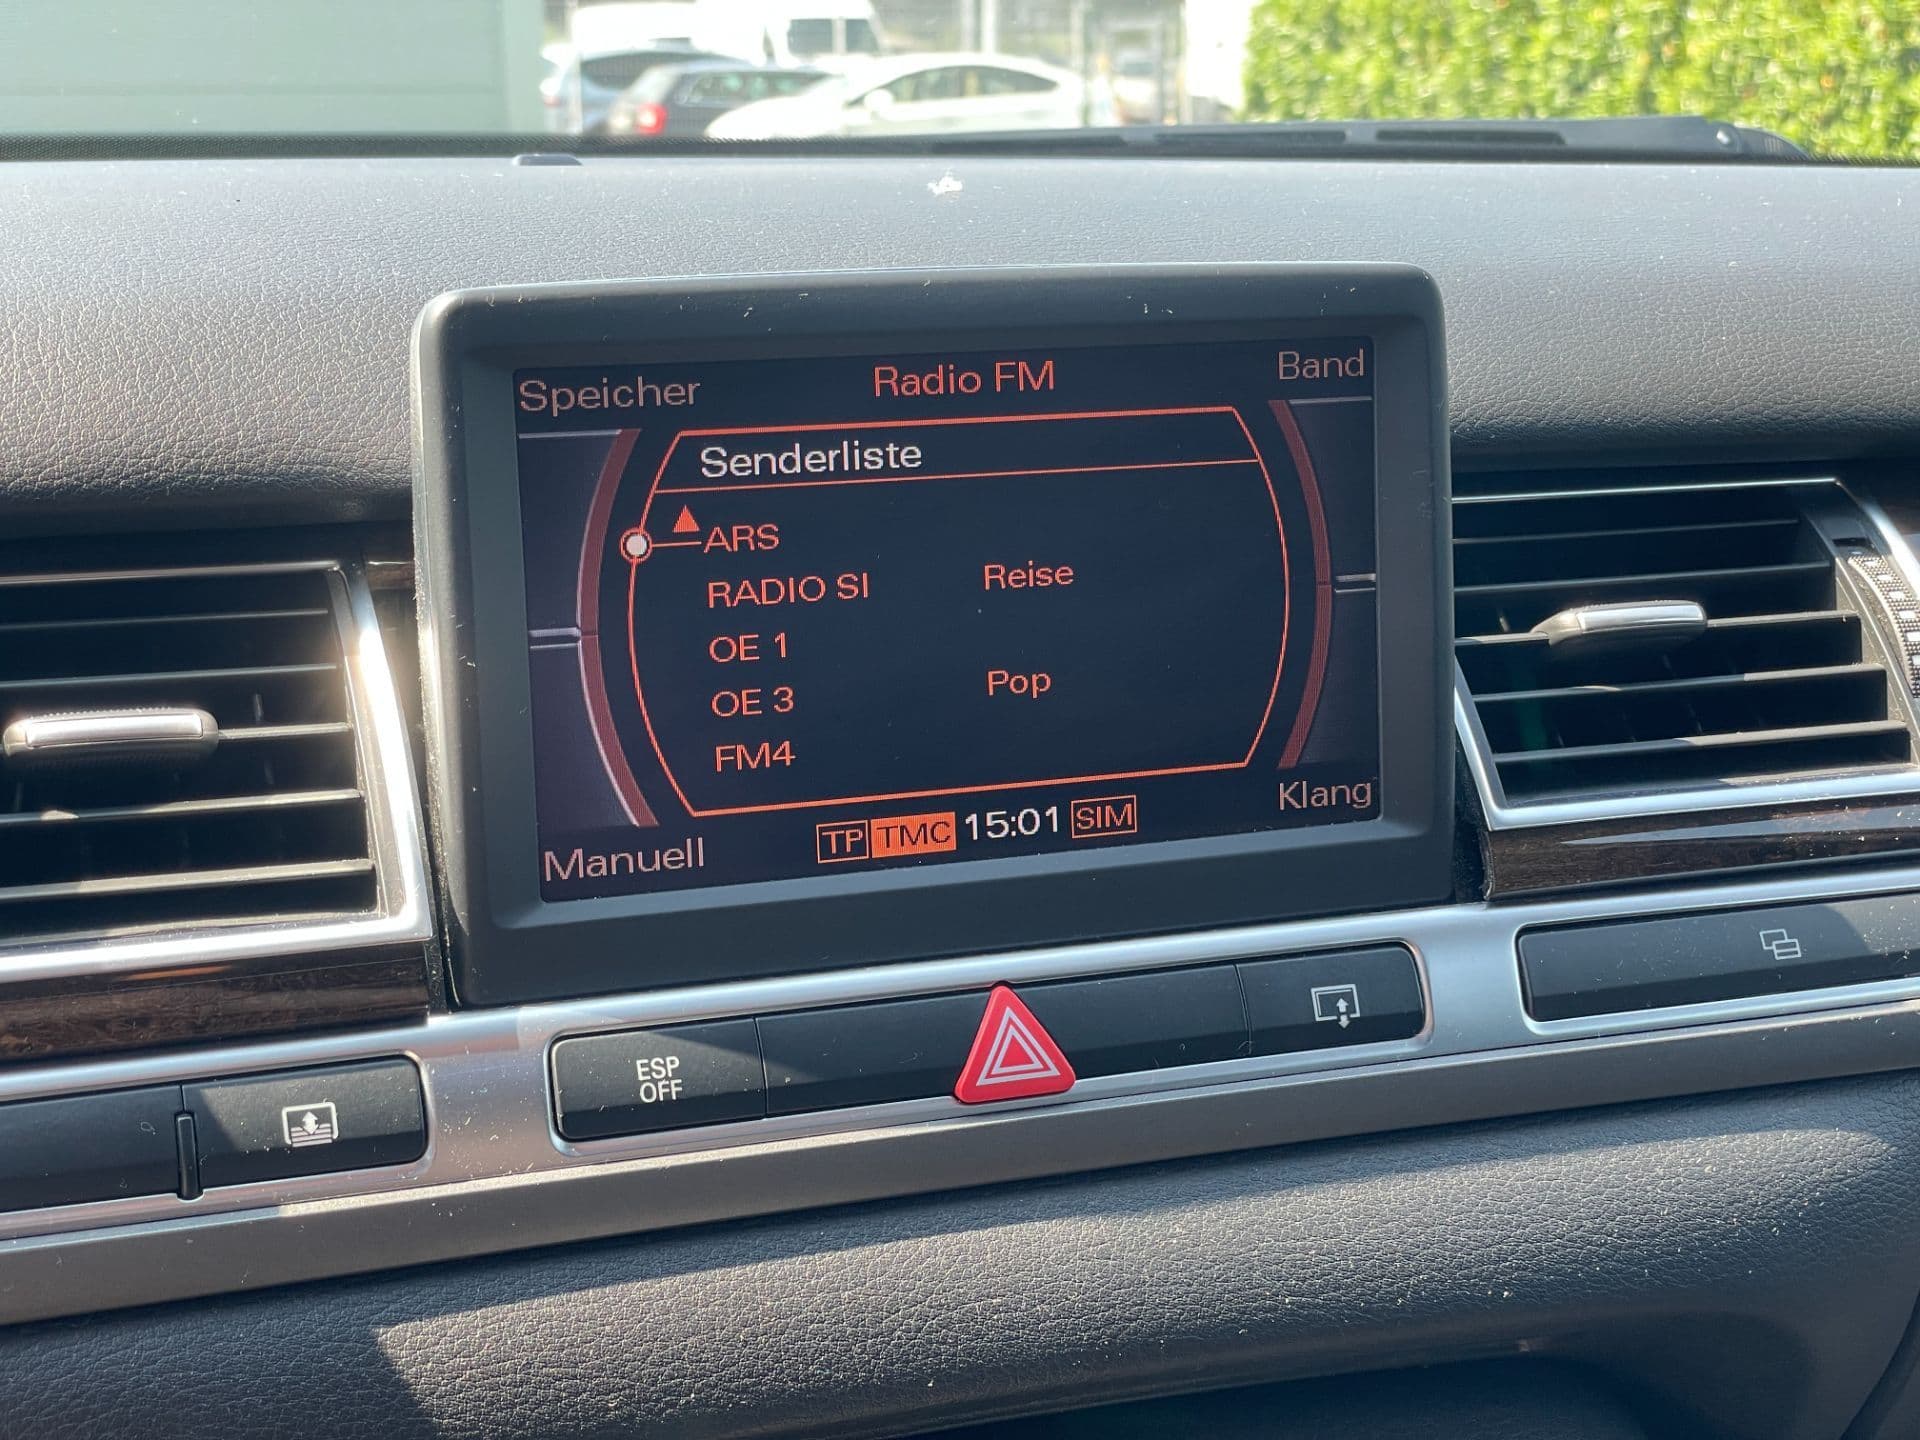 Speicher Radio FM Band
Senderliste
ARS
RADIO SI Reise
OE 1
OE 3 Pop
FM4
Manuell TP TMC 15:01 SIM Klang
ESP
OFF